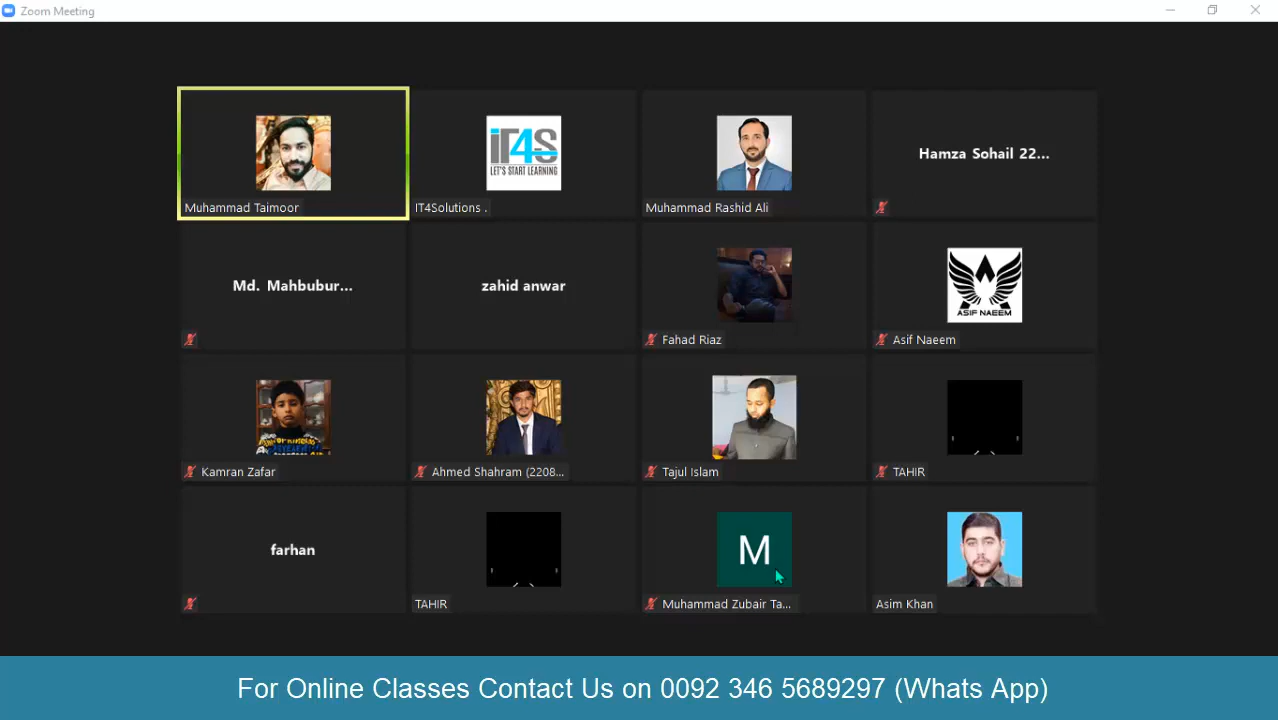 Zoom Meeting
iT4S
LET'S START LEARNING
Hamza Sohail 22...
Muhammad Taimoor
IT4Solutions .
Muhammad Rashid Ali
Md. Mahbubur...
zahid anwar
ASIF NAEEM
Fahad Riaz
Asif Naeem
Kamran Zafar
Ahmed Shahram (2208...
Tajul Islam
TAHIR
farhan
M
TAHIR
Muhammad Zubair Ta...
Asim Khan
For Online Classes Contact Us on 0092 346 5689297 (Whats App)